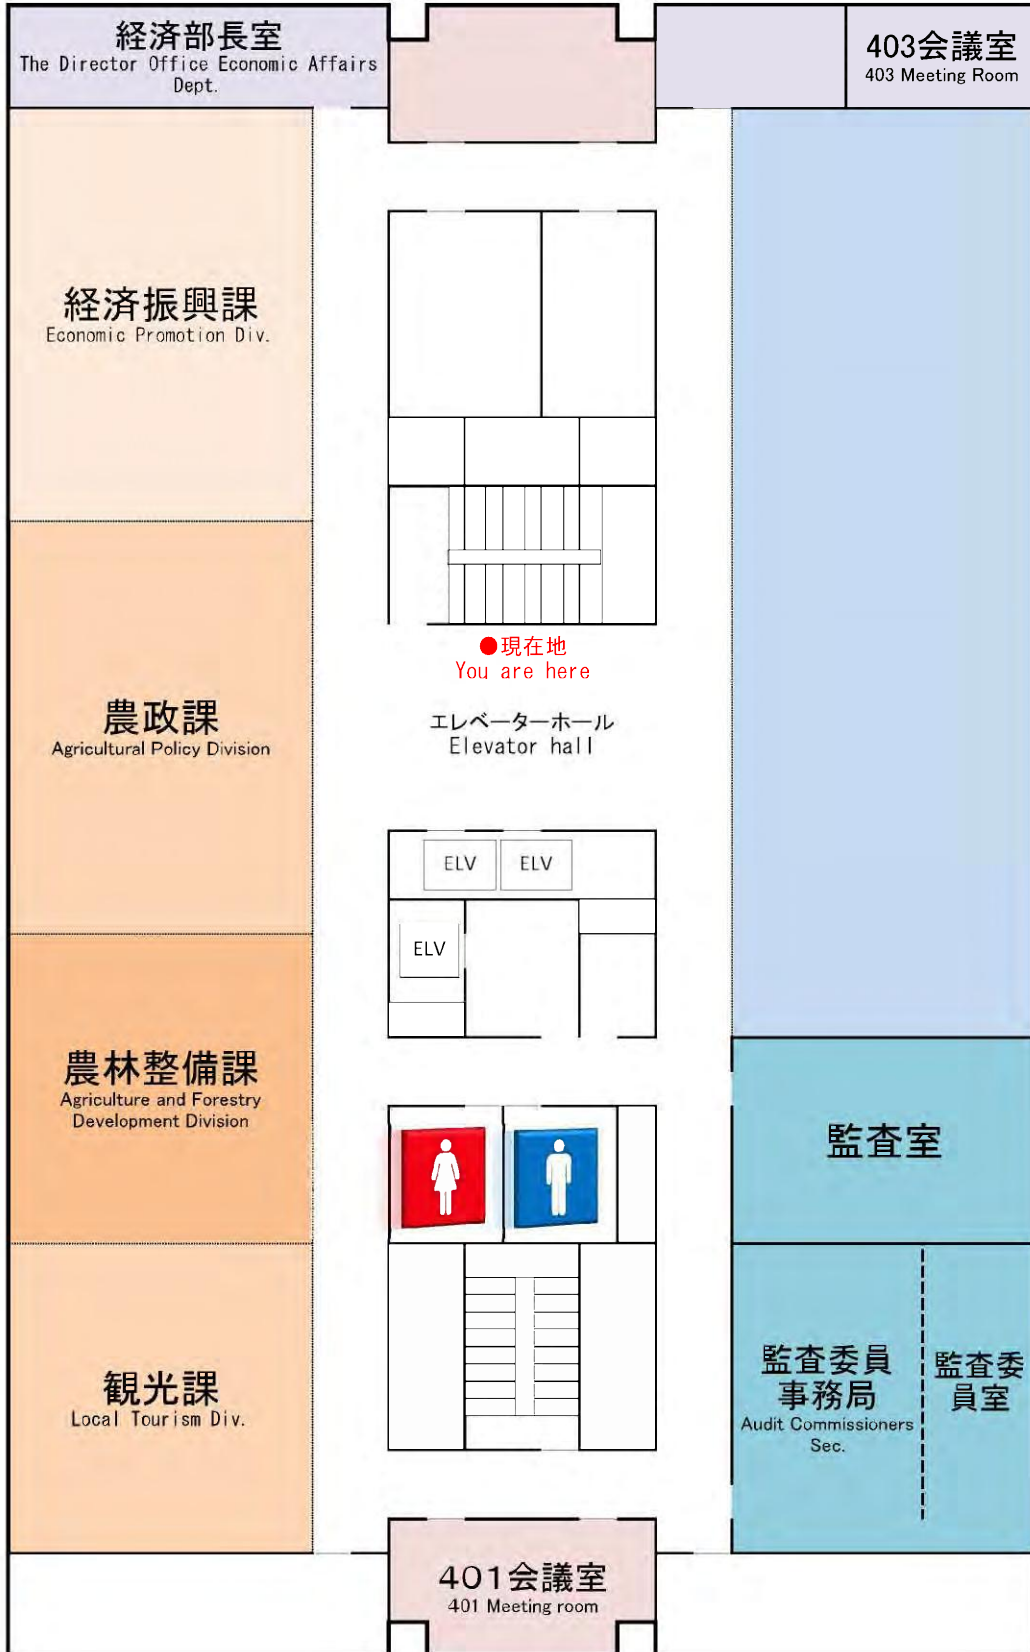 経済部長室
The Director Office Economic Affairs
Dept.
403会議室
403 Meeting Room
経済振興課
Economic Promotion Div.
●現在地
You are here
エレベーターホール
Elevator hall
農政課
Agricultural Policy Division
ELV
ELV
ELV
農林整備課
Agriculture and Forestry
Development Division
監査室
観光課
Local Tourism Div.
監査委員
事務局
Audit Commissioners
Sec.
監査委
員室
401会議室
401 Meeting room